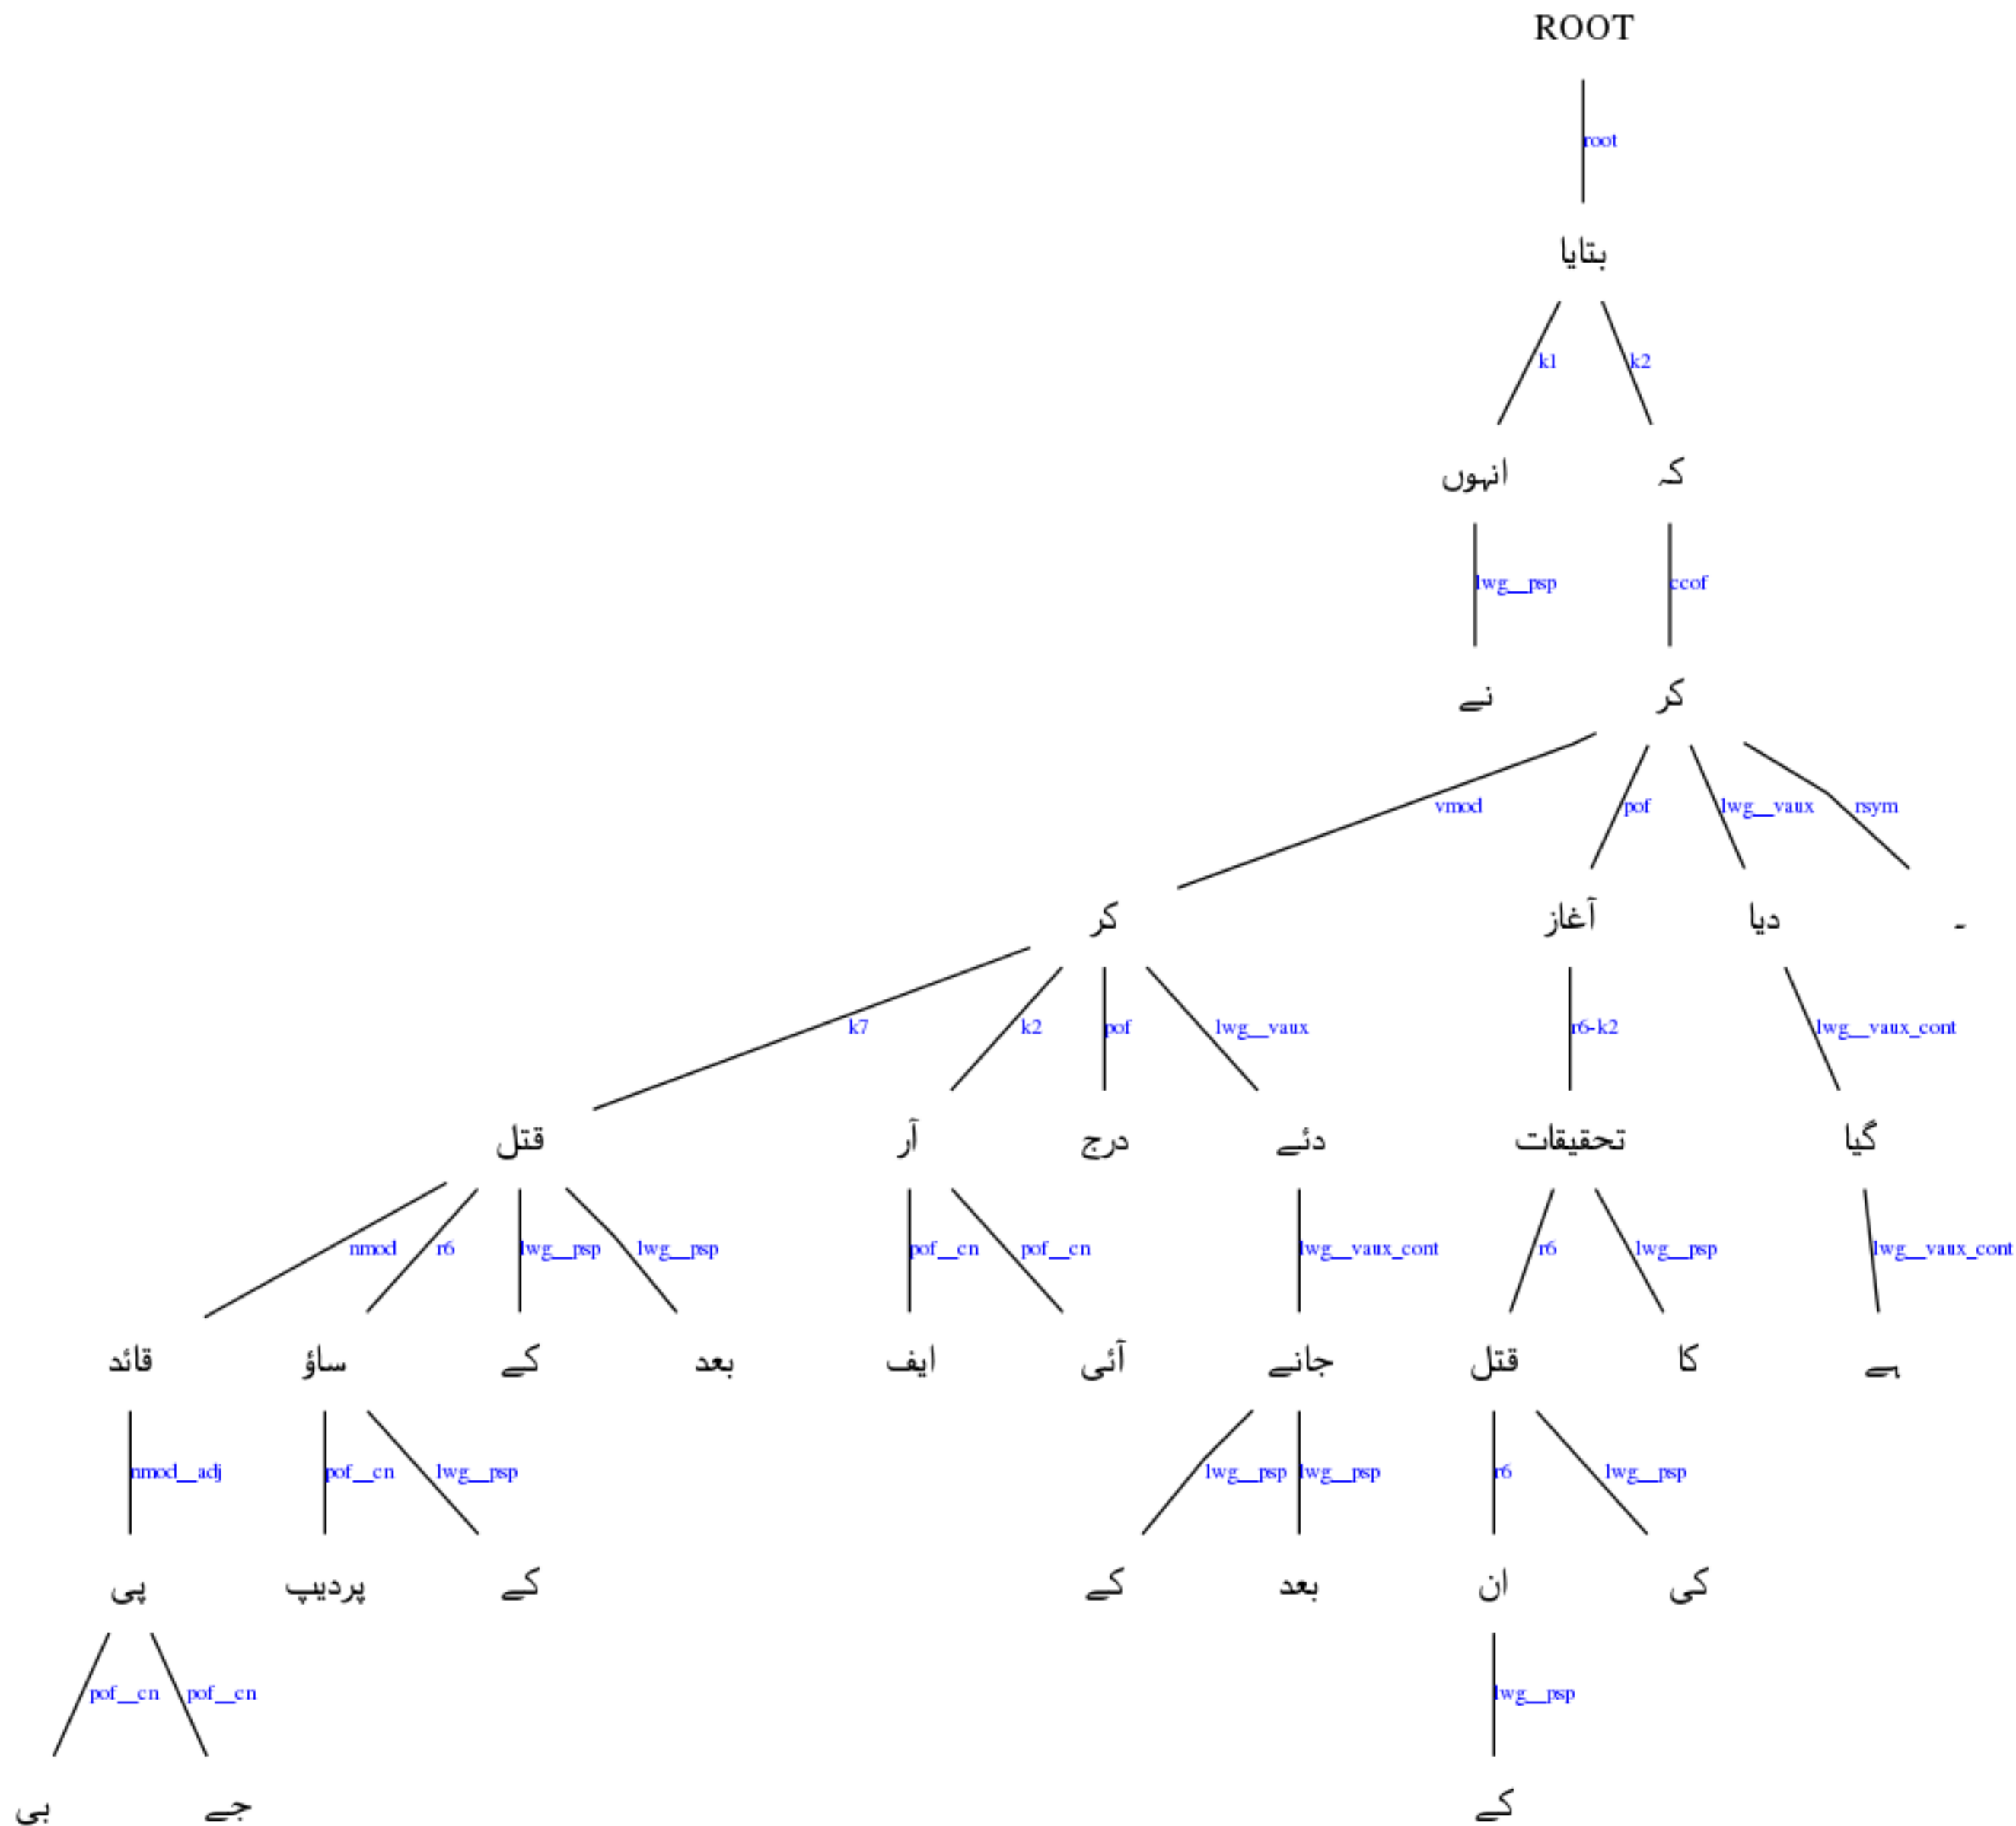 ROOT
root
بتایا
k1 k2
انہوں کہ
lwg__psp ccof
نے کر
vmod pof lwg__vaux rsym
کر آغاز دیا ۔
k7 k2 pof lwg__vaux r6-k2 lwg__vaux_cont
قتل آر درج دئے تحقیقات گیا
nmod r6 lwg__psp lwg__psp pof__cn pof__cn lwg__vaux_cont r6 lwg__psp lwg__vaux_cont
قائد ساؤ کے بعد ایف آئی جانے قتل کا ہے
nmod__adj pof__cn lwg__psp lwg__psp lwg__psp r6 lwg__psp
پی پردیپ کے کے بعد ان کی
pof__cn pof__cn lwg__psp
بی جے کے